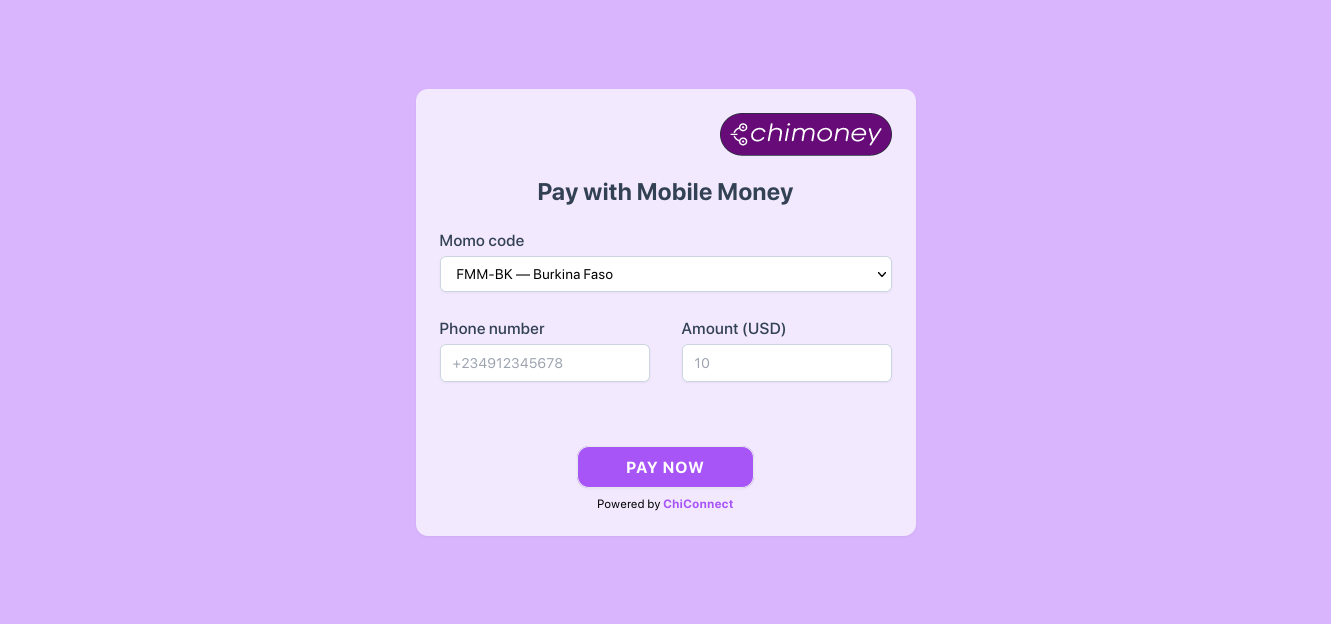 chimoney
Pay with Mobile Money
Momo code
FMM-BK — Burkina Faso
Phone number
Amount (USD)
+234912345678
10
PAY NOW
Powered by ChiConnect